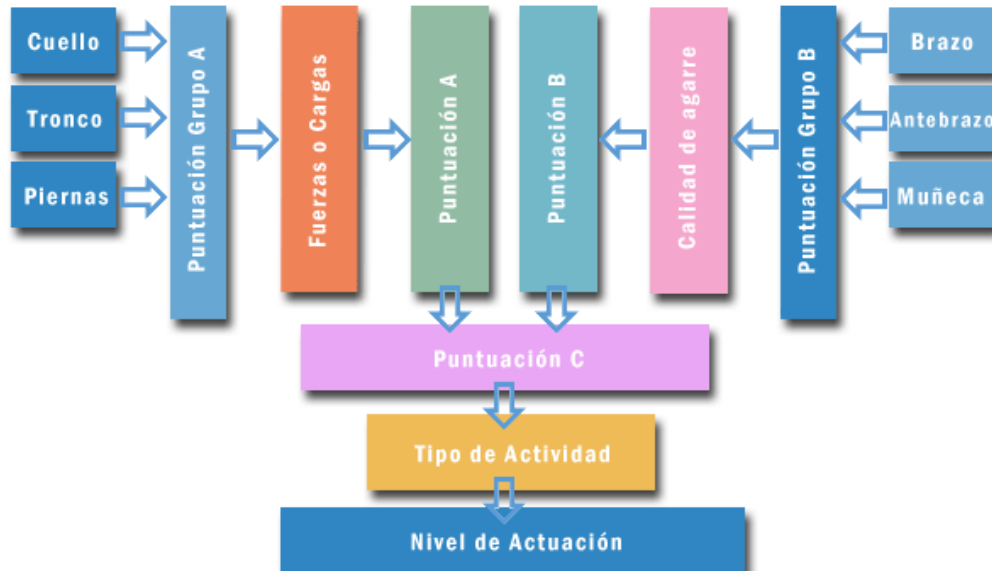 Cuello
Tronco
Piernas
Puntuación Grupo A
Fuerzas o Cargas
Puntuación A
Puntuación B
Calidad de agarre
Puntuación Grupo B
Brazo
Antebrazo
Muñeca
Puntuación C
Tipo de Actividad
Nivel de Actuación